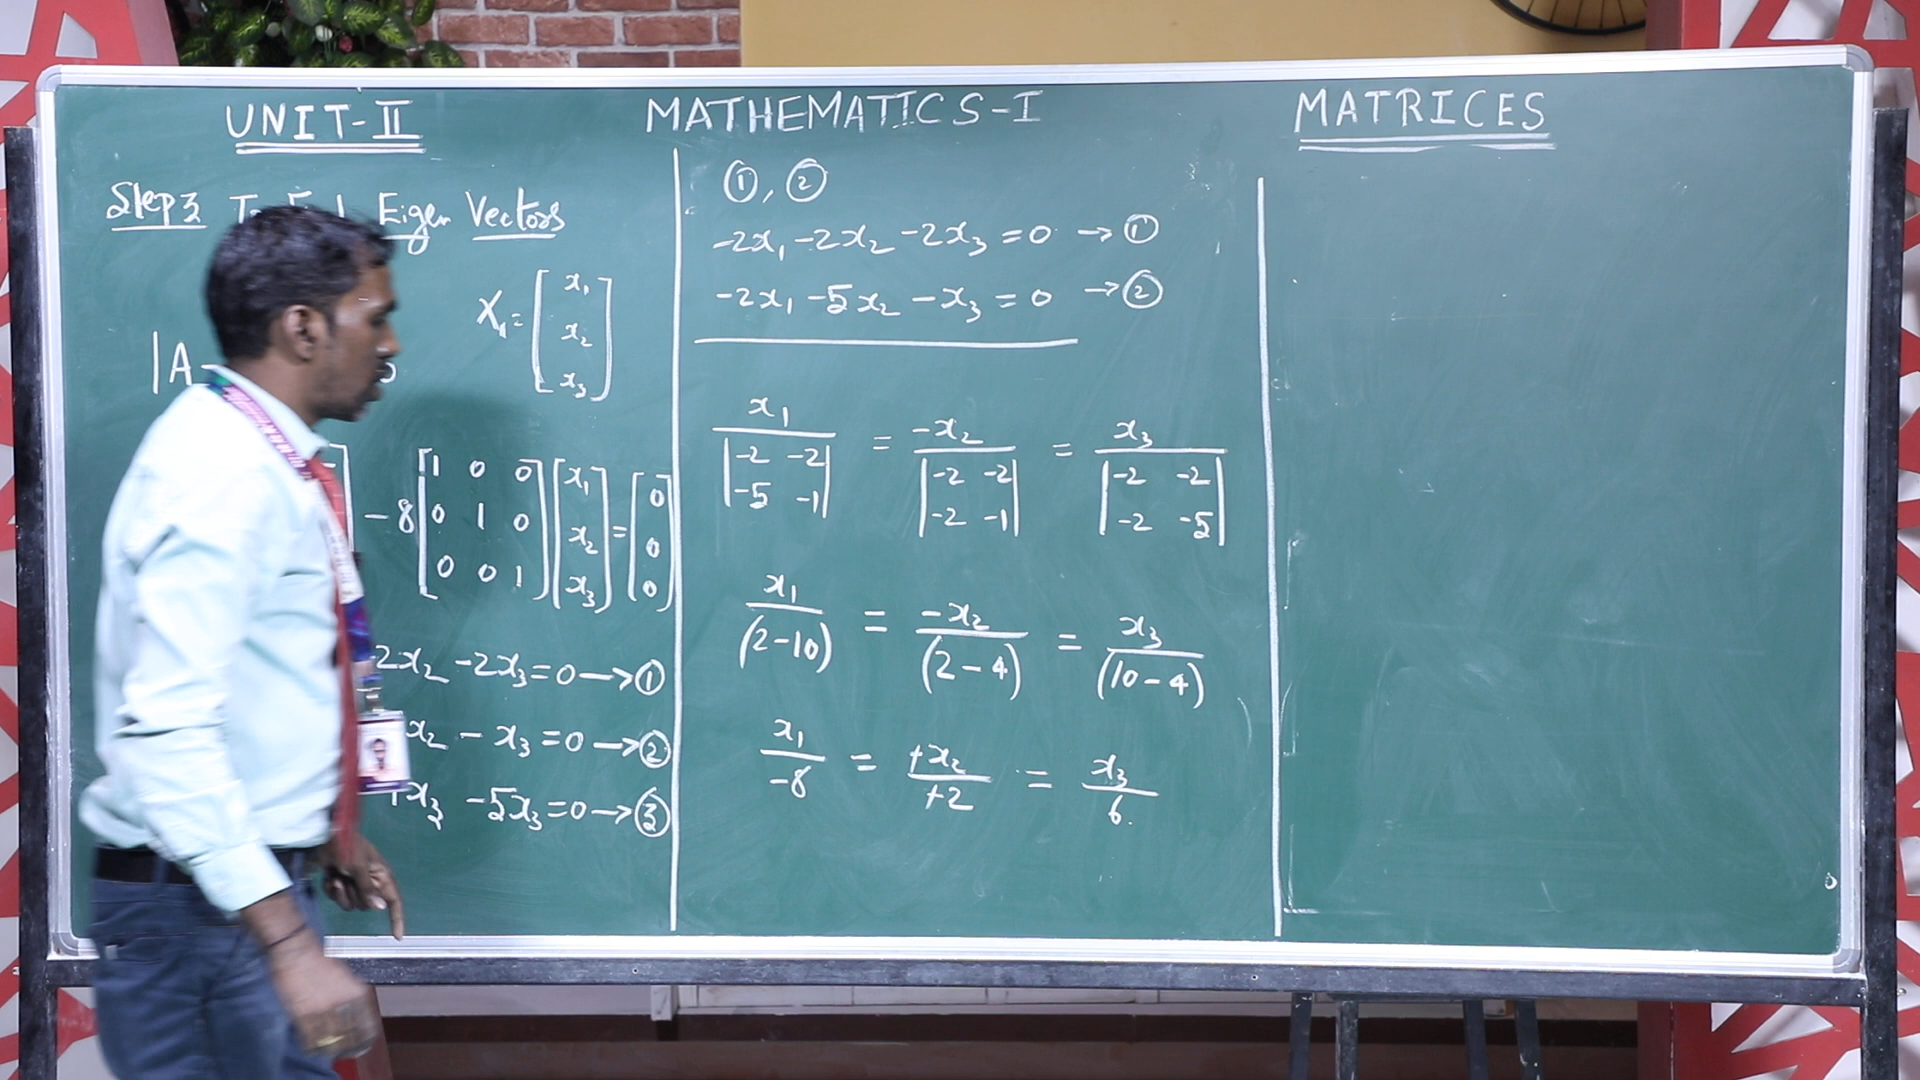 UNIT-II
MATHEMATICS-I
MATRICES
Step 3 Eigen Vectors
X₁ = [x₁ x₂ x₃]
|A-
-8 [1 0 0] [x₁] = [0]
[0 1 0] [x₂] [0]
[0 0 1] [x₃] [0]
2x₂ -2x₃ = 0 → ①
x₂ - x₃ = 0 → ②
x₃ -5x₃ = 0 → ③
①, ②
-2x₁ -2x₂ -2x₃ = 0 → ①
-2x₁ -5x₂ -x₃ = 0 → ②
x₁ / |-2 -2; -5 -1| = -x₂ / |-2 -2; -2 -1| = x₃ / |-2 -2; -2 -5|
x₁ / (2-10) = -x₂ / (2-4) = x₃ / (10-4)
x₁ / -8 = +x₂ / +2 = x₃ / 6.